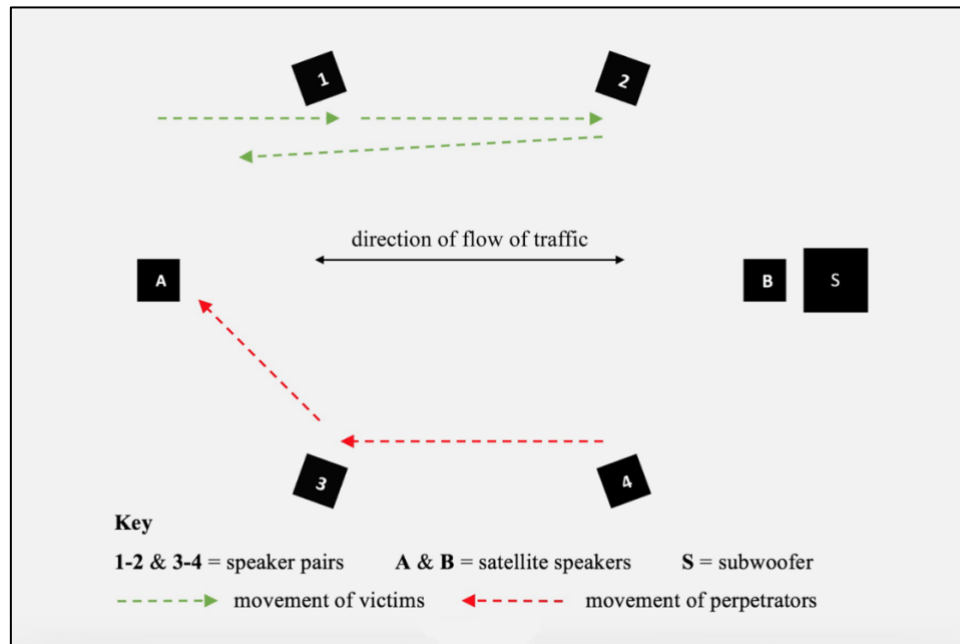 1 2
direction of flow of traffic
A B S
3 4
Key
1-2 & 3-4 = speaker pairs A & B = satellite speakers S = subwoofer
movement of victims movement of perpetrators